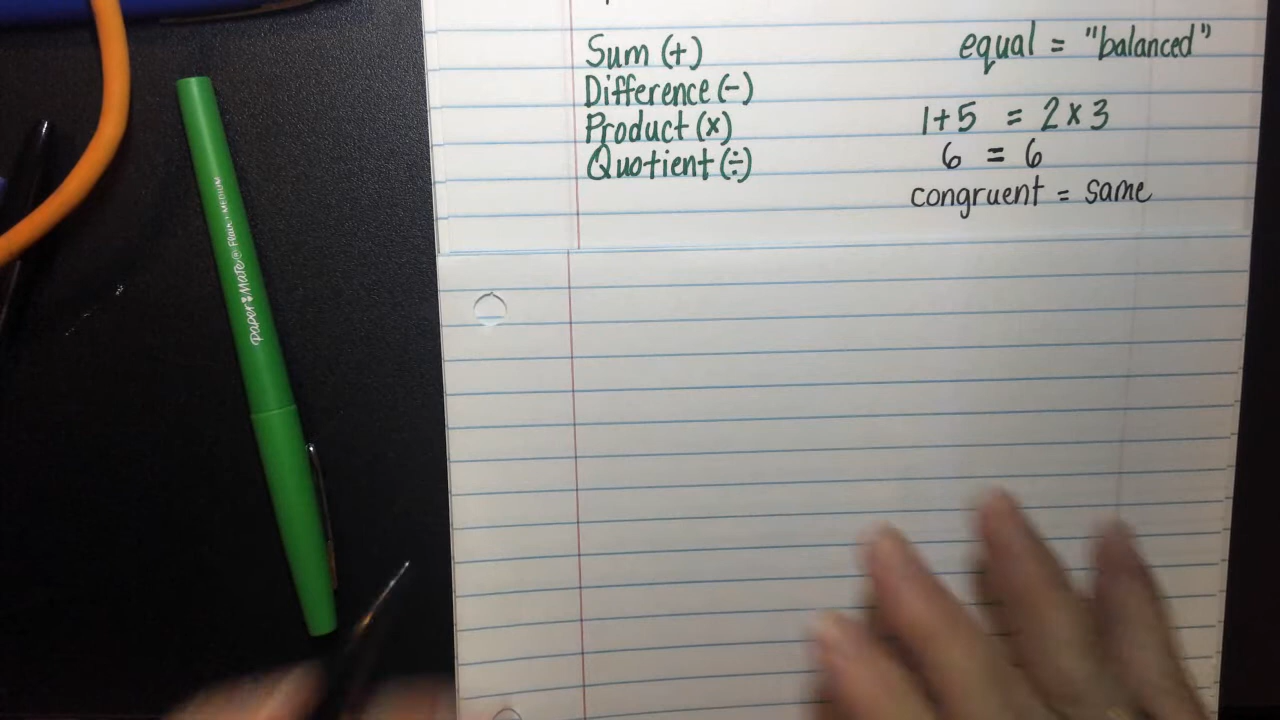 Sum (+)
Difference (-)
Product (x)
Quotient (÷)
equal = "balanced"
1+5 = 2 x 3
6 = 6
congruent = same
Paper Mate® Flair · MEDIUM